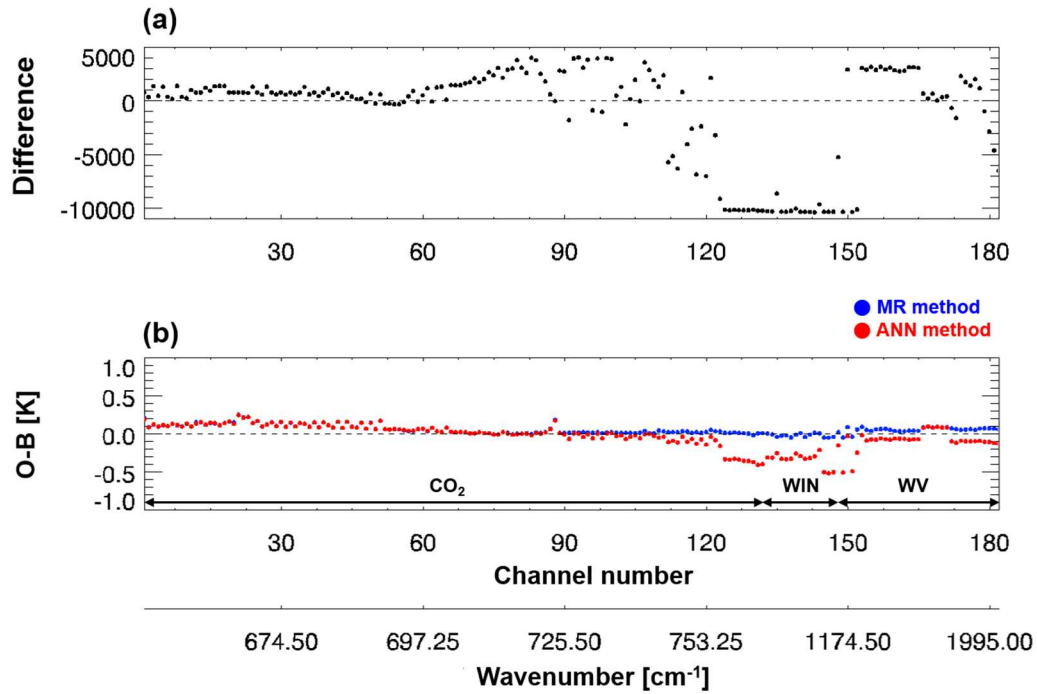 (a)
Difference
5000
0
-5000
-10000
30 60 90 120 150 180
MR method
ANN method
(b)
O-B [K]
1.0
0.5
0.0
-0.5
-1.0
CO₂ WIN WV
30 60 90 120 150 180
Channel number
674.50 697.25 725.50 753.25 1174.50 1995.00
Wavenumber [cm⁻¹]